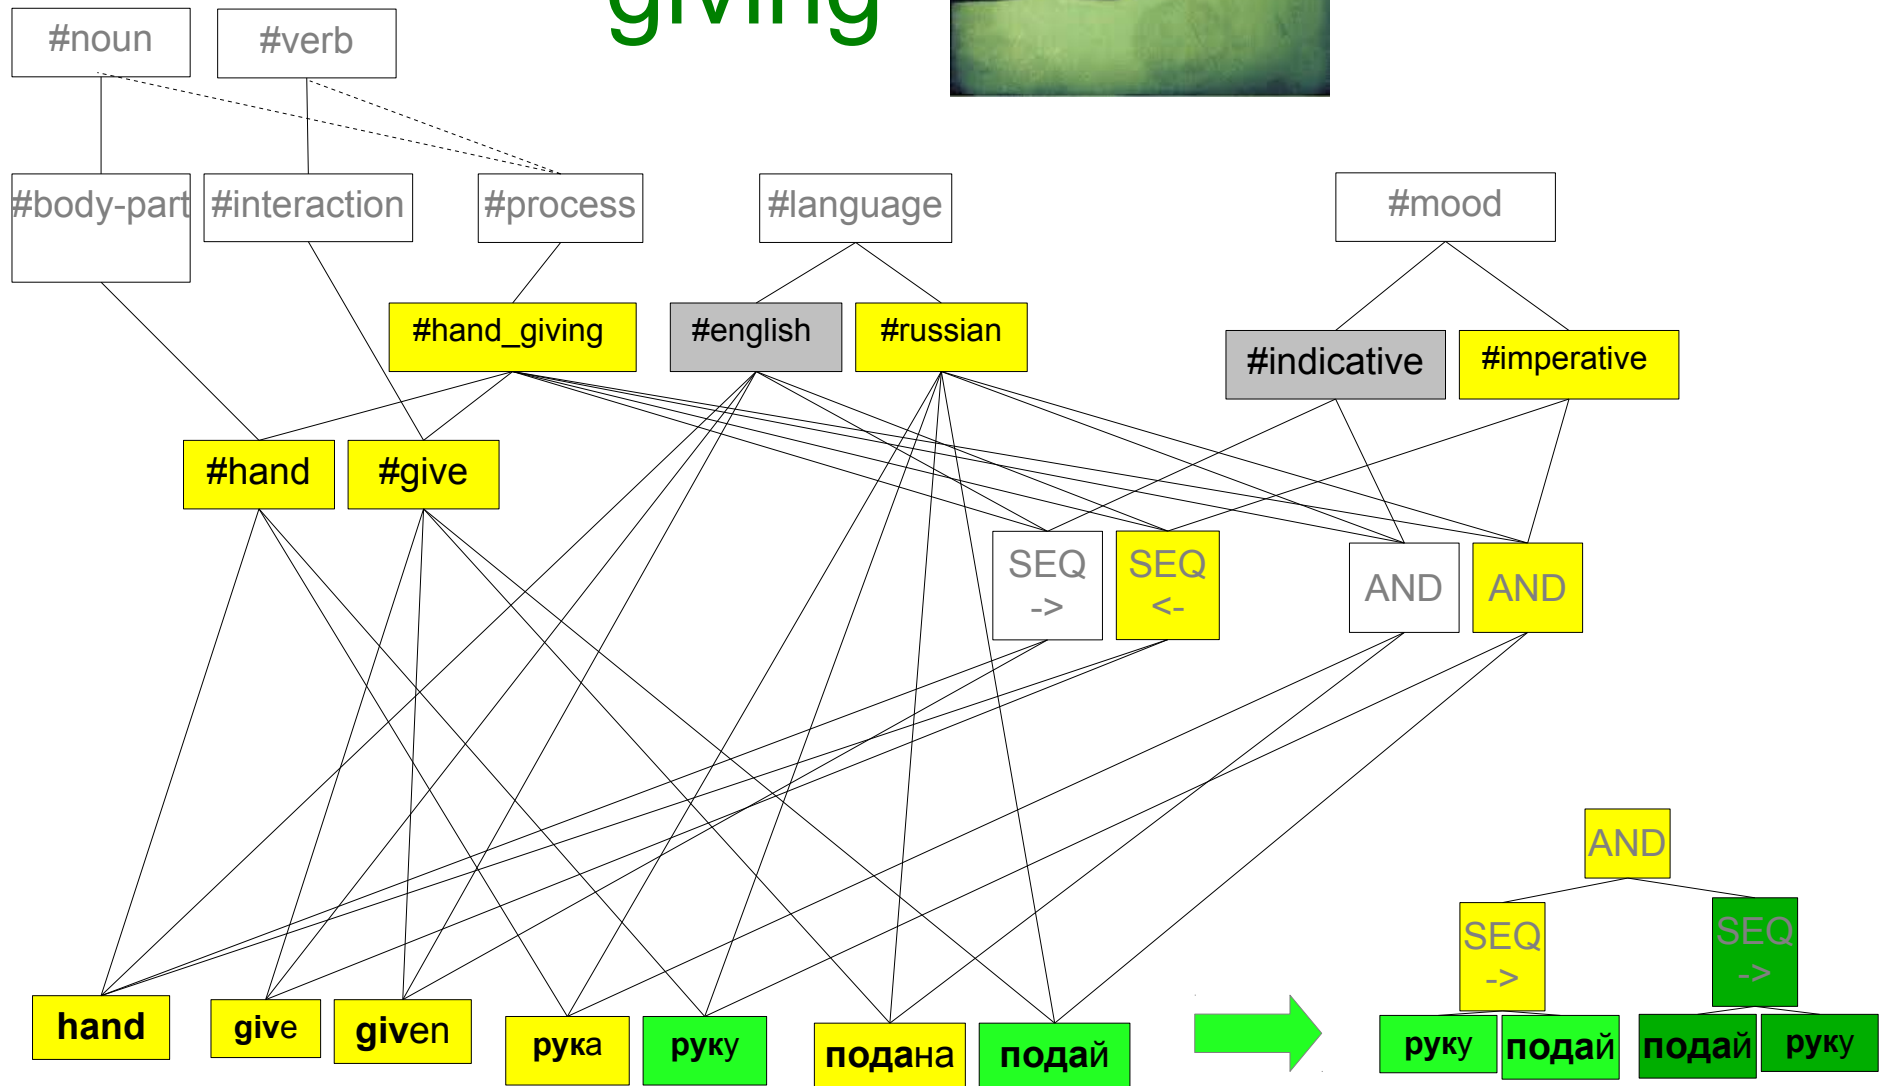 giving
#noun
#verb
#body-part
#interaction
#process
#language
#mood
#hand_giving
#english
#russian
#indicative
#imperative
#hand
#give
SEQ
->
SEQ
<-
AND
AND
AND
SEQ
->
SEQ
->
hand
give
given
рука
руку
подана
подай
руку
подай
подай
руку